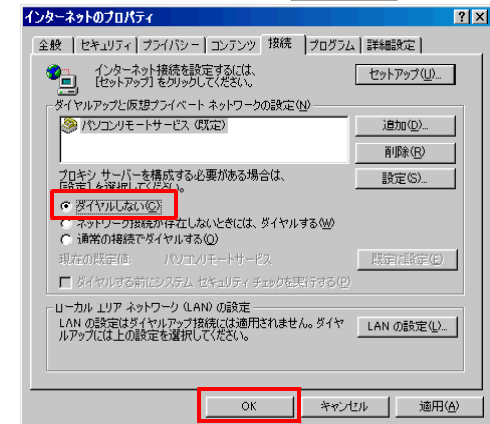 インターネットのプロパティ
全般 セキュリティ プライバシー コンテンツ 接続 プログラム 詳細設定
インターネット接続を設定するには、
[セットアップ] をクリックしてください。
セットアップ(U)...
ダイヤルアップと仮想プライベート ネットワークの設定(N)
パソコンリモートサービス (既定)
追加(D)...
削除(R)
プロキシ サーバーを構成する必要がある場合は、
[設定] を選択してください。
設定(S)...
ダイヤルしない(C)
ネットワーク接続が存在しないときには、ダイヤルする(W)
通常の接続でダイヤルする(O)
現在の既定値: パソコンリモートサービス
既定に設定(E)
ダイヤルする前にシステム セキュリティ チェックを実行する(P)
ローカル エリア ネットワーク (LAN) の設定
LAN の設定はダイヤルアップ接続には適用されません。ダイヤ
ルアップには上の設定を選択してください。
LAN の設定(L)...
OK キャンセル 適用(A)